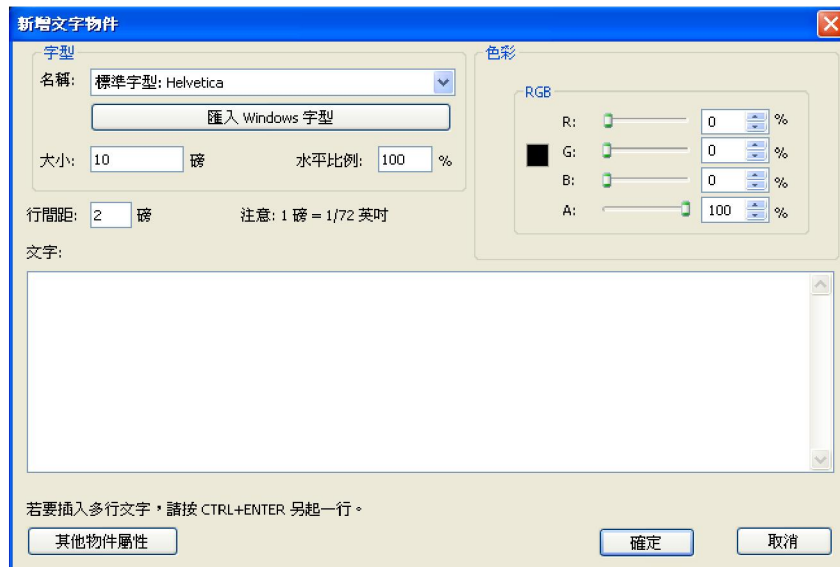 新增文字物件
字型
名稱: 標準字型: Helvetica
匯入 Windows 字型
大小: 10 磅 水平比例: 100 %
色彩
RGB
R: 0 %
G: 0 %
B: 0 %
A: 100 %
行間距: 2 磅 注意: 1 磅 = 1/72 英吋
文字:
若要插入多行文字，請按 CTRL+ENTER 另起一行。
其他物件屬性 確定 取消